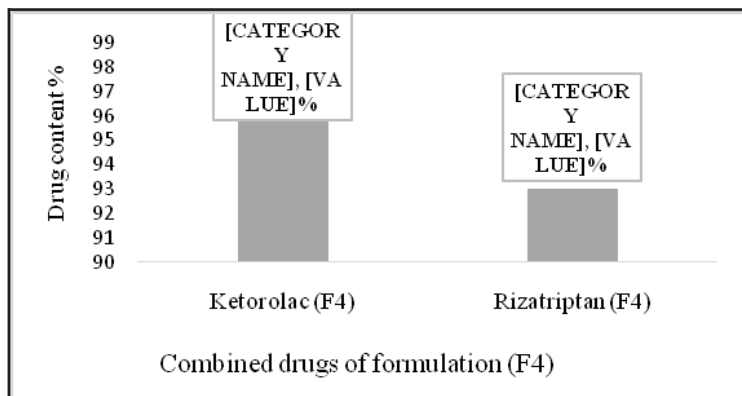 Drug content %
99
98
97
96
95
94
93
92
91
90
[CATEGOR
Y
NAME], [VA
LUE]%
[CATEGOR
Y
NAME], [VA
LUE]%
Ketorolac (F4)
Rizatriptan (F4)
Combined drugs of formulation (F4)